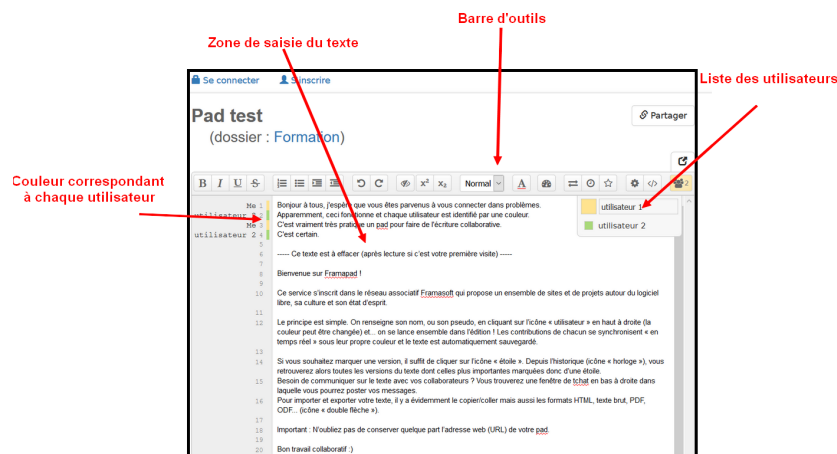 Barre d'outils
Zone de saisie du texte
Liste des utilisateurs
Se connecter S'inscrire
Pad test
Partager
(dossier : Formation)
Couleur correspondant
à chaque utilisateur
B I U S x² x₂ Normal A 2
Me 1 Bonjour à tous, j'espère que vous êtes parvenus à vous connecter dans problèmes.
utilisateur 2 2 Apparemment, ceci fonctionne et chaque utilisateur est identifié par une couleur.
Me 3 C'est vraiment très pratique un pad pour faire de l'écriture collaborative.
utilisateur 2 4 C'est certain.
utilisateur 1
utilisateur 2
5
6 ----- Ce texte est à effacer (après lecture si c'est votre première visite) -----
7
8 Bienvenue sur Framapad !
9
10 Ce service s'inscrit dans le réseau associatif Framasoft qui propose un ensemble de sites et de projets autour du logiciel
libre, sa culture et son état d'esprit.
11
12 Le principe est simple. On renseigne son nom, ou son pseudo, en cliquant sur l'icône « utilisateur » en haut à droite (la
couleur peut être changée) et... on se lance ensemble dans l'édition ! Les contributions de chacun se synchronisent « en
temps réel » sous leur propre couleur et le texte est automatiquement sauvegardé.
13
14 Si vous souhaitez marquer une version, il suffit de cliquer sur l'icône « étoile ». Depuis l'historique (icône « horloge »), vous
retrouverez alors toutes les versions du texte dont celles plus importantes marquées donc d'une étoile.
15 Besoin de communiquer sur le texte avec vos collaborateurs ? Vous trouverez une fenêtre de tchat en bas à droite dans
laquelle vous pourrez poster vos messages.
16 Pour importer et exporter votre texte, il y a évidemment le copier/coller mais aussi les formats HTML, texte brut, PDF,
ODF... (icône « double flèche »).
17
18 Important : N'oubliez pas de conserver quelque part l'adresse web (URL) de votre pad.
19
20 Bon travail collaboratif :)